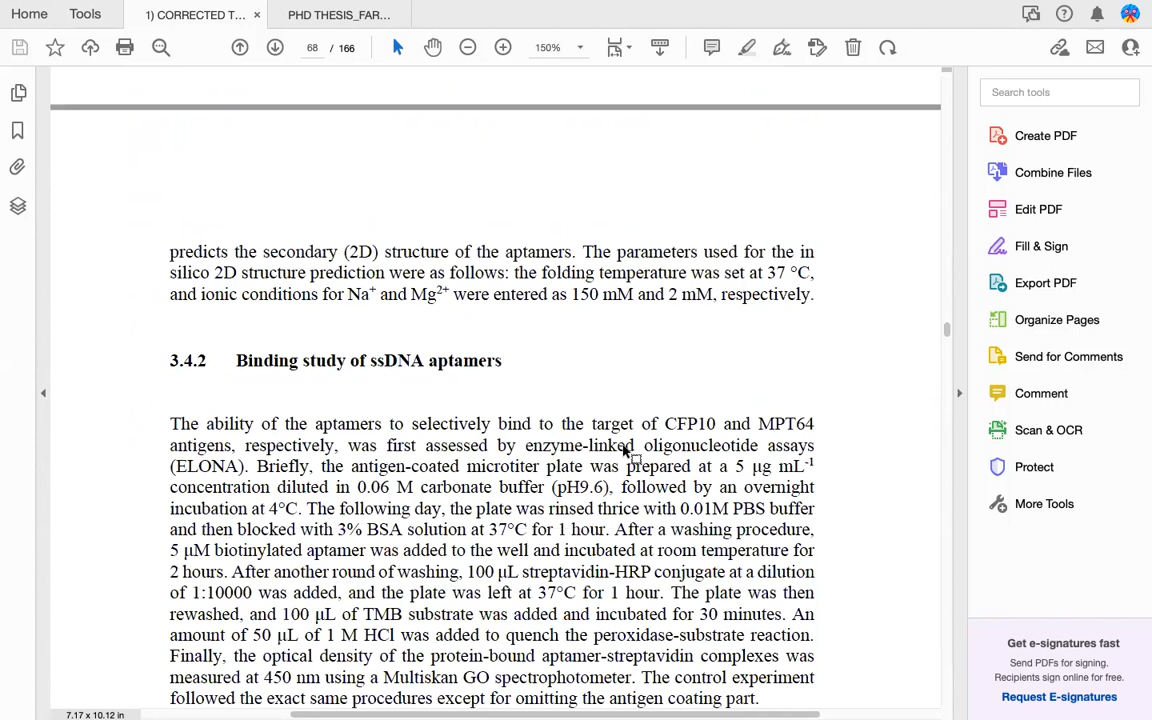 Home Tools 1) CORRECTED T... × PHD THESIS_FAR...
68 / 166 150%
Search tools
Create PDF
Combine Files
Edit PDF
Fill & Sign
Export PDF
Organize Pages
Send for Comments
Comment
Scan & OCR
Protect
More Tools
Get e-signatures fast
Send PDFs for signing.
Recipients sign online for free.
Request E-signatures
predicts the secondary (2D) structure of the aptamers. The parameters used for the in
silico 2D structure prediction were as follows: the folding temperature was set at 37 °C,
and ionic conditions for Na⁺ and Mg²⁺ were entered as 150 mM and 2 mM, respectively.
3.4.2 Binding study of ssDNA aptamers
The ability of the aptamers to selectively bind to the target of CFP10 and MPT64
antigens, respectively, was first assessed by enzyme-linked oligonucleotide assays
(ELONA). Briefly, the antigen-coated microtiter plate was prepared at a 5 µg mL⁻¹
concentration diluted in 0.06 M carbonate buffer (pH9.6), followed by an overnight
incubation at 4°C. The following day, the plate was rinsed thrice with 0.01M PBS buffer
and then blocked with 3% BSA solution at 37°C for 1 hour. After a washing procedure,
5 µM biotinylated aptamer was added to the well and incubated at room temperature for
2 hours. After another round of washing, 100 µL streptavidin-HRP conjugate at a dilution
of 1:10000 was added, and the plate was left at 37°C for 1 hour. The plate was then
rewashed, and 100 µL of TMB substrate was added and incubated for 30 minutes. An
amount of 50 µL of 1 M HCl was added to quench the peroxidase-substrate reaction.
Finally, the optical density of the protein-bound aptamer-streptavidin complexes was
measured at 450 nm using a Multiskan GO spectrophotometer. The control experiment
followed the exact same procedures except for omitting the antigen coating part.
7.17 x 10.12 in